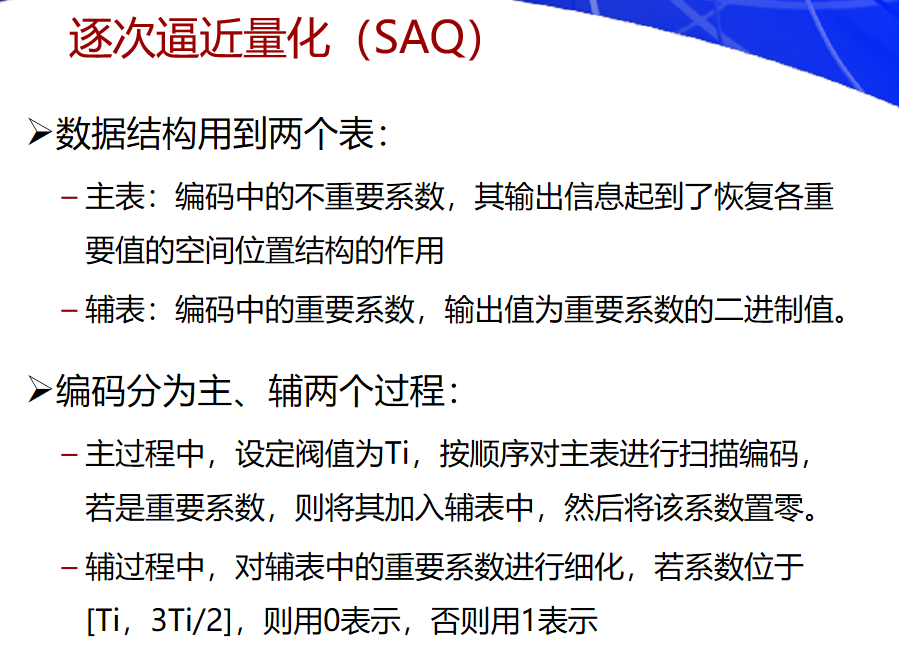 逐次逼近量化（SAQ）
➢数据结构用到两个表：
– 主表：编码中的不重要系数，其输出信息起到了恢复各重
要值的空间位置结构的作用
– 辅表：编码中的重要系数，输出值为重要系数的二进制值。
➢编码分为主、辅两个过程：
– 主过程中，设定阀值为Ti，按顺序对主表进行扫描编码，
若是重要系数，则将其加入辅表中，然后将该系数置零。
– 辅过程中，对辅表中的重要系数进行细化，若系数位于
[Ti，3Ti/2]，则用0表示，否则用1表示